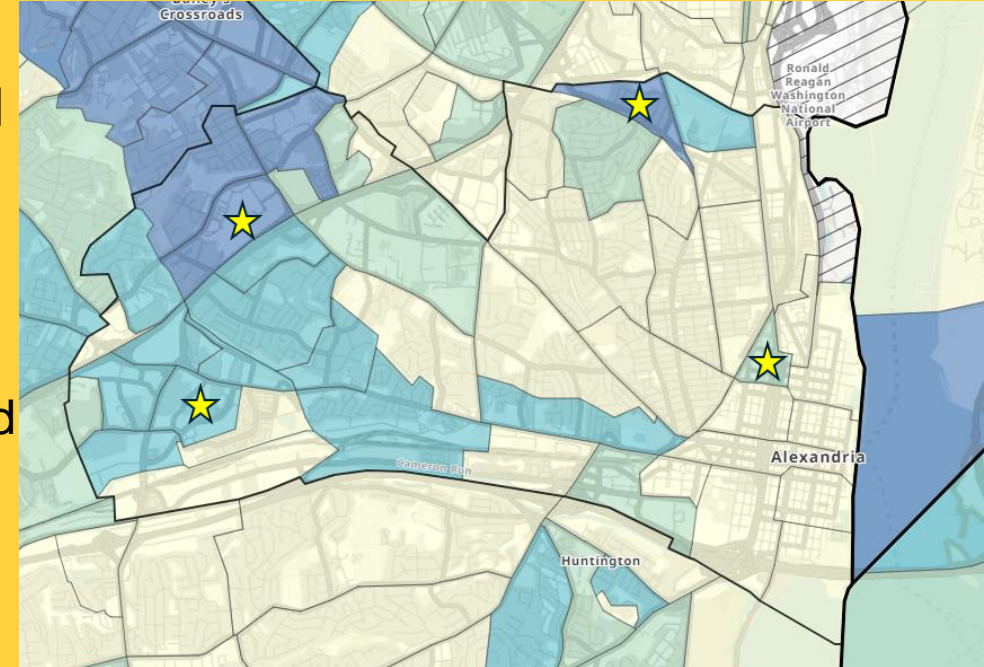 Bailey's
Crossroads
Ronald
Reagan
Washington
National
Airport
d
Alexandria
Cameron Run
Huntington